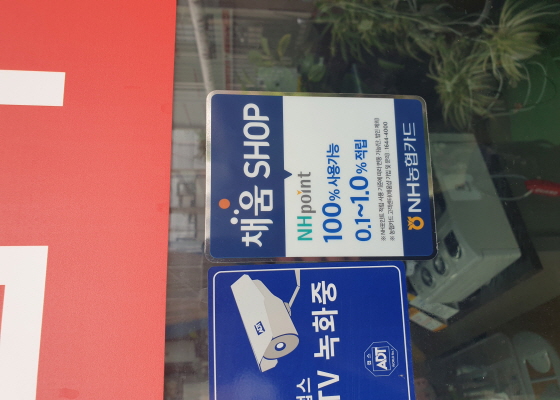 채움 SHOP
NHpoint
100% 사용가능
0.1~1.0% 적립
NH농협카드
ADT
TV 녹화중
ADT